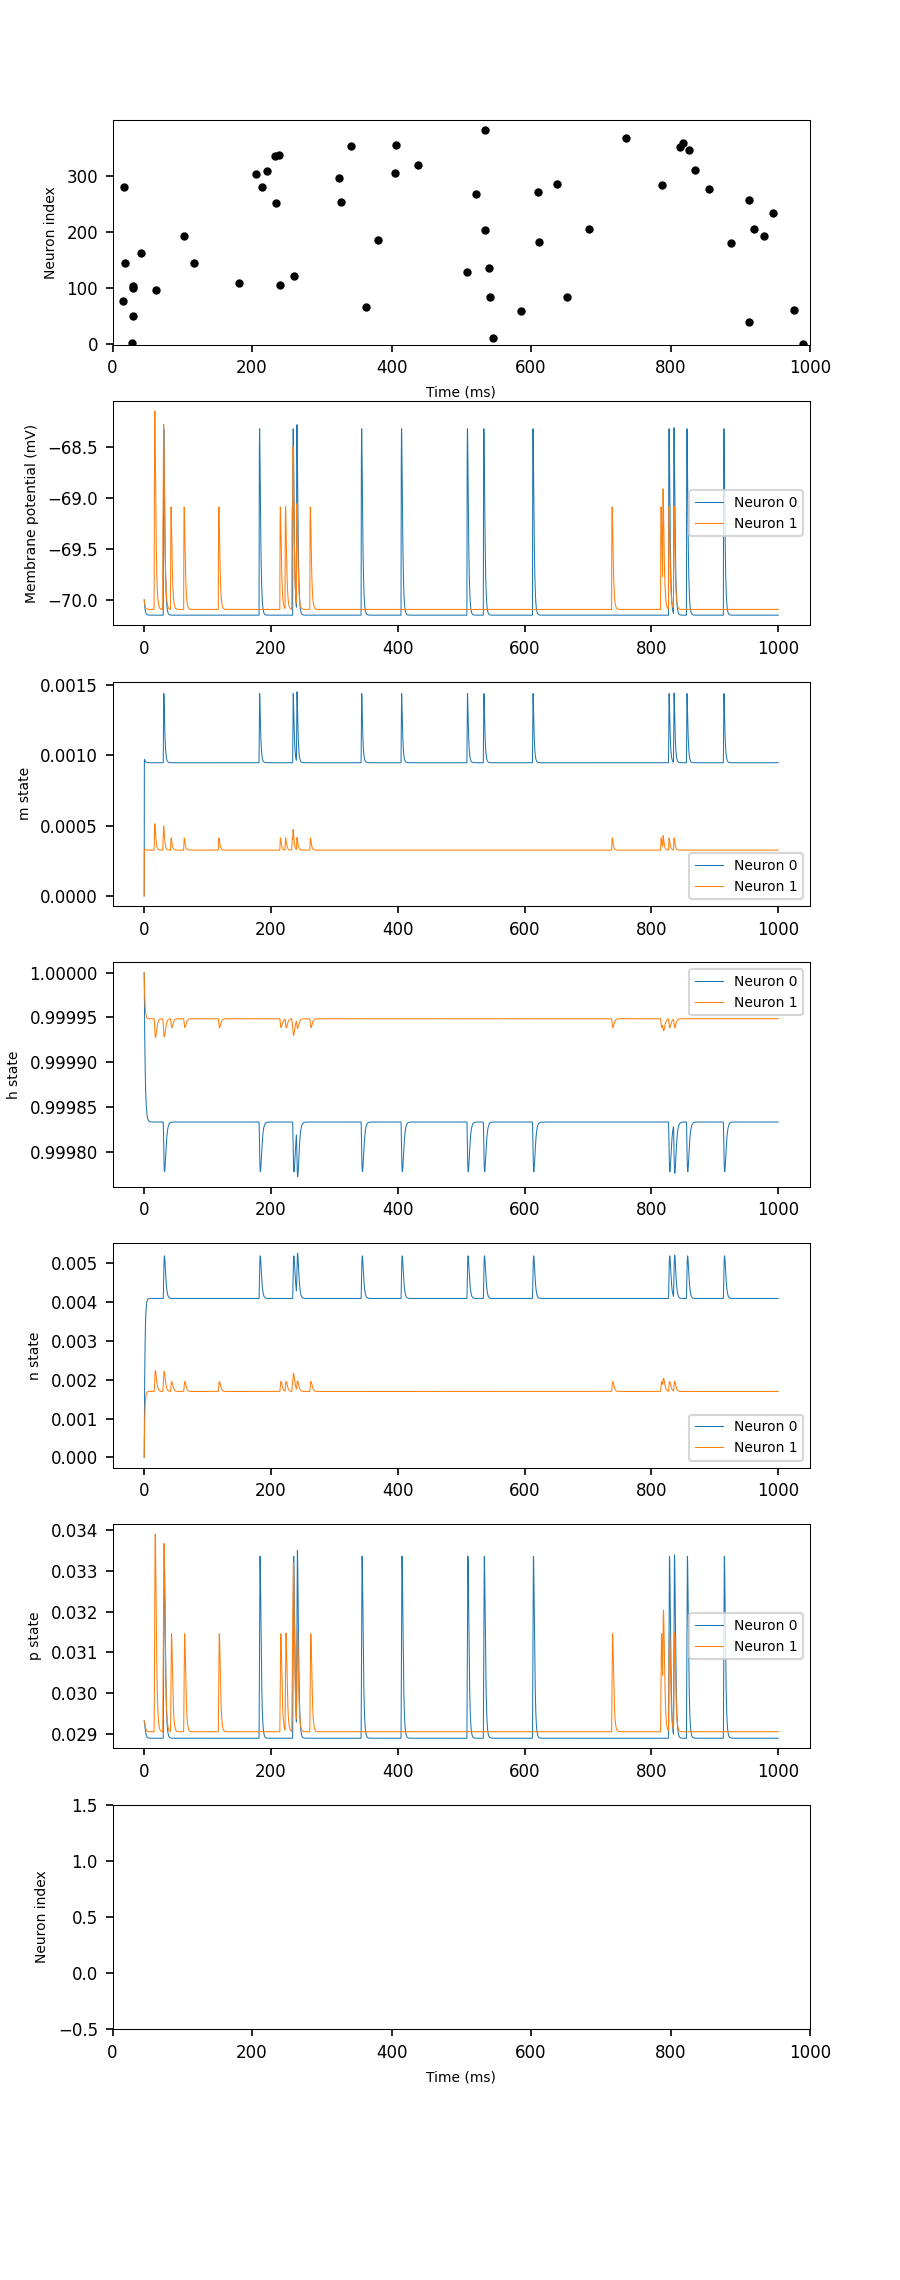 300
200
100
0
Neuron index
0 200 400 600 800 1000
Time (ms)
−68.5
−69.0
−69.5
−70.0
Membrane potential (mV)
Neuron 0
Neuron 1
0 200 400 600 800 1000
0.0015
0.0010
0.0005
0.0000
m state
Neuron 0
Neuron 1
0 200 400 600 800 1000
1.00000
0.99995
0.99990
0.99985
0.99980
h state
Neuron 0
Neuron 1
0 200 400 600 800 1000
0.005
0.004
0.003
0.002
0.001
0.000
n state
Neuron 0
Neuron 1
0 200 400 600 800 1000
0.034
0.033
0.032
0.031
0.030
0.029
p state
Neuron 0
Neuron 1
0 200 400 600 800 1000
1.5
1.0
0.5
0.0
−0.5
Neuron index
0 200 400 600 800 1000
Time (ms)